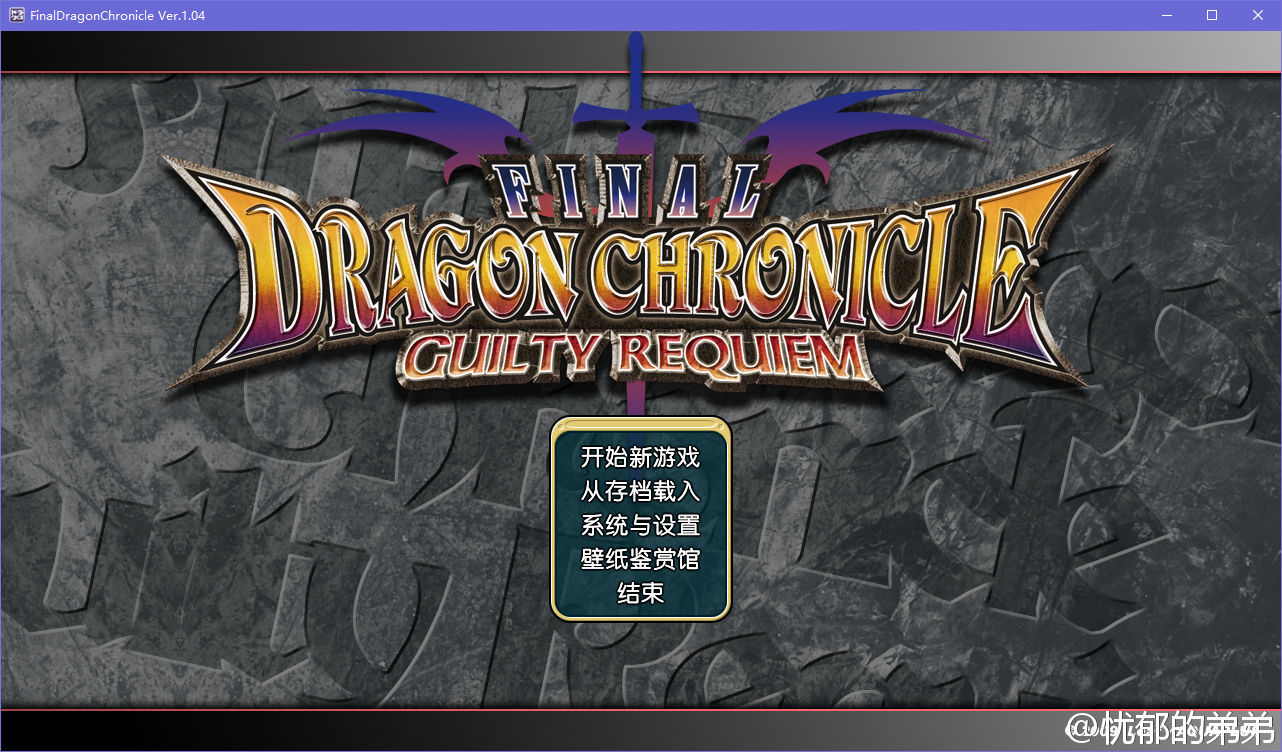 FinalDragonChronicle Ver.1.04
FINAL
DRAGON CHRONICLE
GUILTY REQUIEM
开始新游戏
从存档载入
系统与设置
壁纸鉴赏馆
结束
@忧郁的弟弟